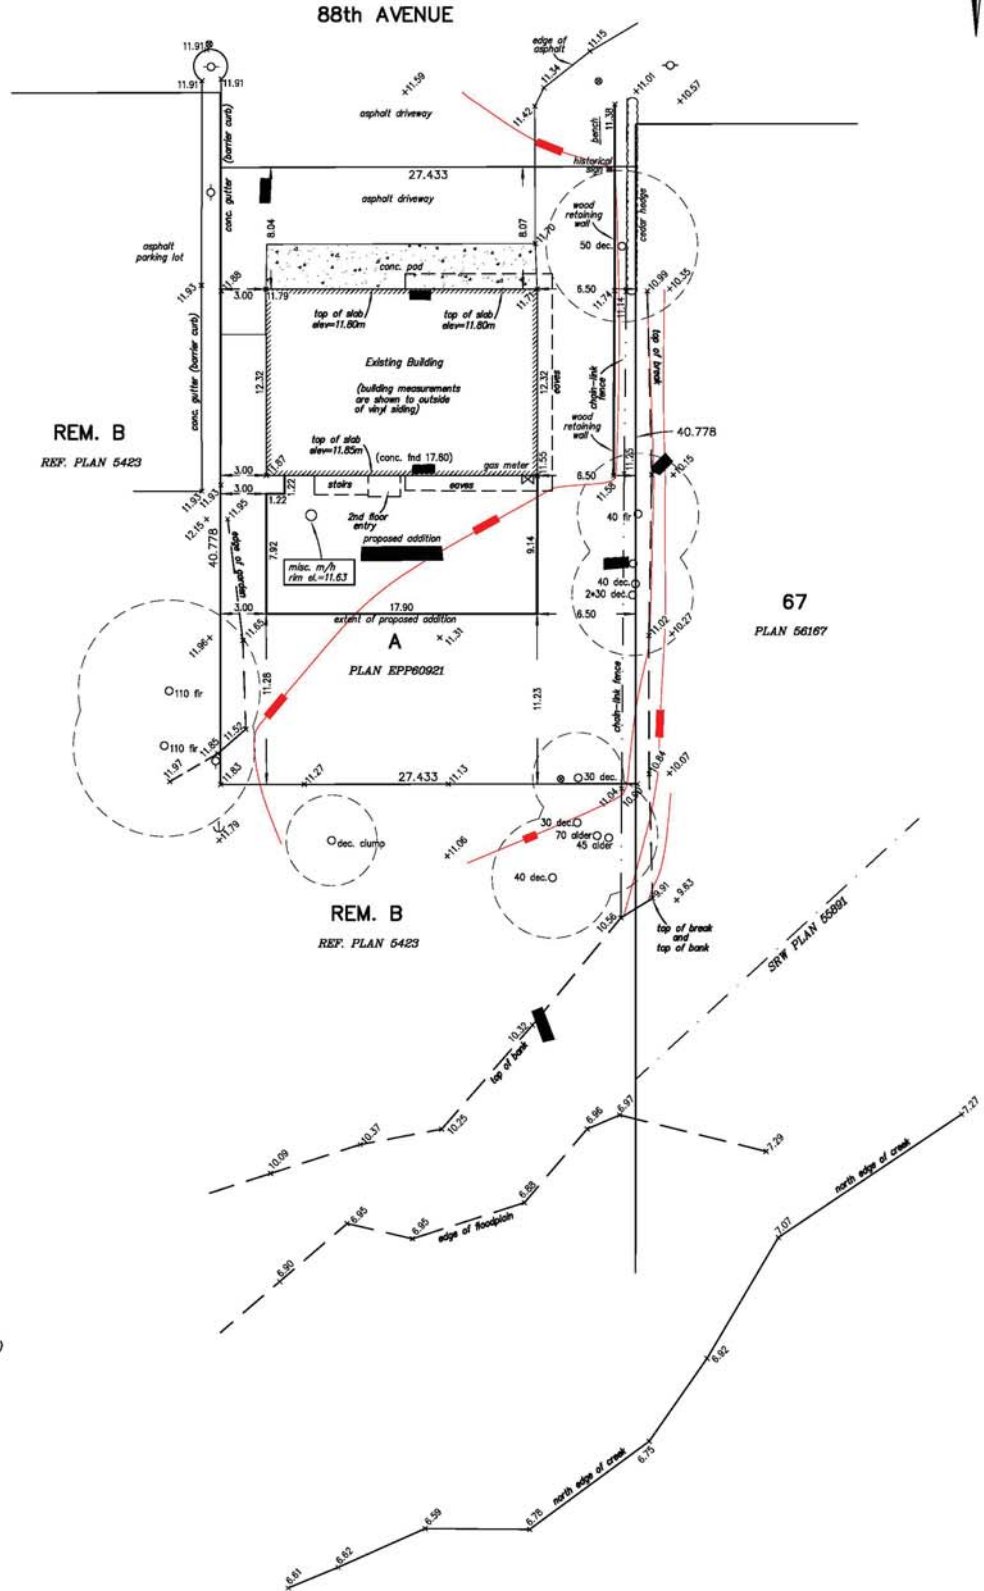 88th AVENUE
11.91
edge of
asphalt
11.15
11.34
11.91
11.91
+11.59
+11.01
+10.57
asphalt driveway
11.42
11.38
bench
conc. gutter (barrier curb)
historical
sign
27.433
asphalt driveway
wood
retaining
wall
cedar hedge
8.04
8.07
11.70
50 dec.
asphalt
parking lot
conc. pad
11.93
11.88
3.00
11.79
11.71
6.50
11.74
11.14
10.99
+10.35
top of slab
elev=11.80m
top of slab
elev=11.80m
top of break
conc. gutter (barrier curb)
Existing Building
(building measurements
are shown to outside
of vinyl siding)
12.32
12.32
eaves
chain-link
fence
wood
retaining
wall
40.778
REM. B
REF. PLAN 5423
top of slab
elev=11.85m
(conc. fnd 17.80)
gas meter
11.87
11.55
11.25
+10.15
3.00
6.50
11.58
11.93
11.93
3.00
1.22
1.22
stairs
eaves
2nd floor
entry
12.15+
+11.95
40 fir
40.778
edge of garden
7.92
proposed addition
9.14
misc. m/h
rim el.=11.63
40 dec.
2*30 dec.
67
PLAN 56167
3.00
17.90
6.50
extent of proposed addition
11.96+
11.65
+11.31
11.02
+10.27
A
PLAN EPP60921
11.28
11.23
chain-link fence
110 fir
110 fir
11.85
11.52
11.97
11.83
11.27
27.433
11.13
30 dec.
11.04
10.90
10.84
+10.07
+11.79
dec. clump
+11.06
30 dec.
70 alder
45 alder
40 dec.
9.91
+9.83
REM. B
REF. PLAN 5423
10.56
top of break
and
top of bank
SRW PLAN 55891
10.32
top of bank
10.25
10.37
10.09
6.96
6.97
7.29
7.27
north edge of creek
6.88
6.95
6.95
edge of floodplain
6.90
7.07
6.92
6.75
north edge of creek
6.78
6.59
6.62
6.61
)